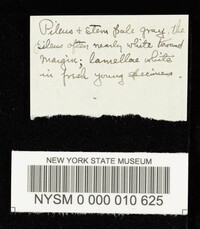 Pileus + stem pale gray, the
pileus often nearly white toward
margin; lamellae white
in fresh young specimens.
NEW YORK STATE MUSEUM
NYSM 0 000 010 625